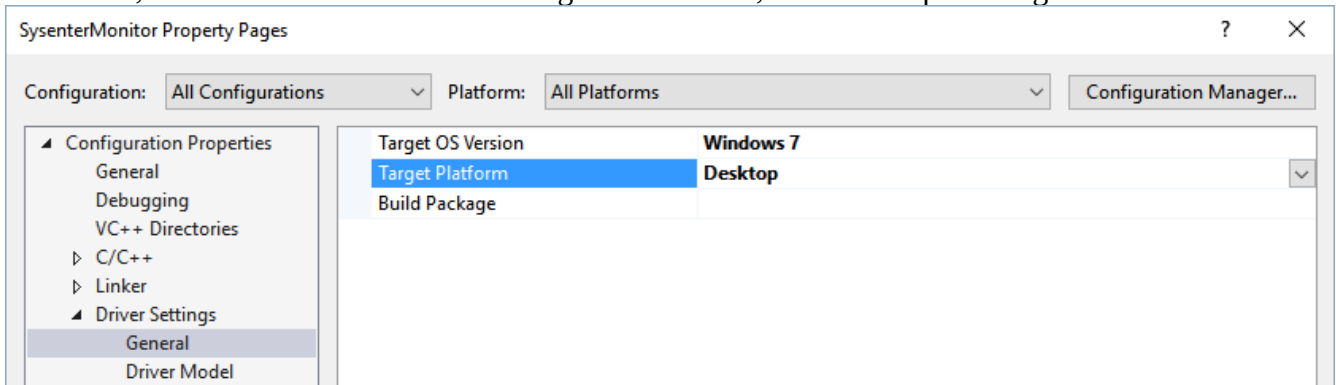 SysenterMonitor Property Pages ?
Configuration: All Configurations Platform: All Platforms Configuration Manager...
Configuration Properties
General
Debugging
VC++ Directories
C/C++
Linker
Driver Settings
General
Driver Model
Target OS Version Windows 7
Target Platform Desktop
Build Package